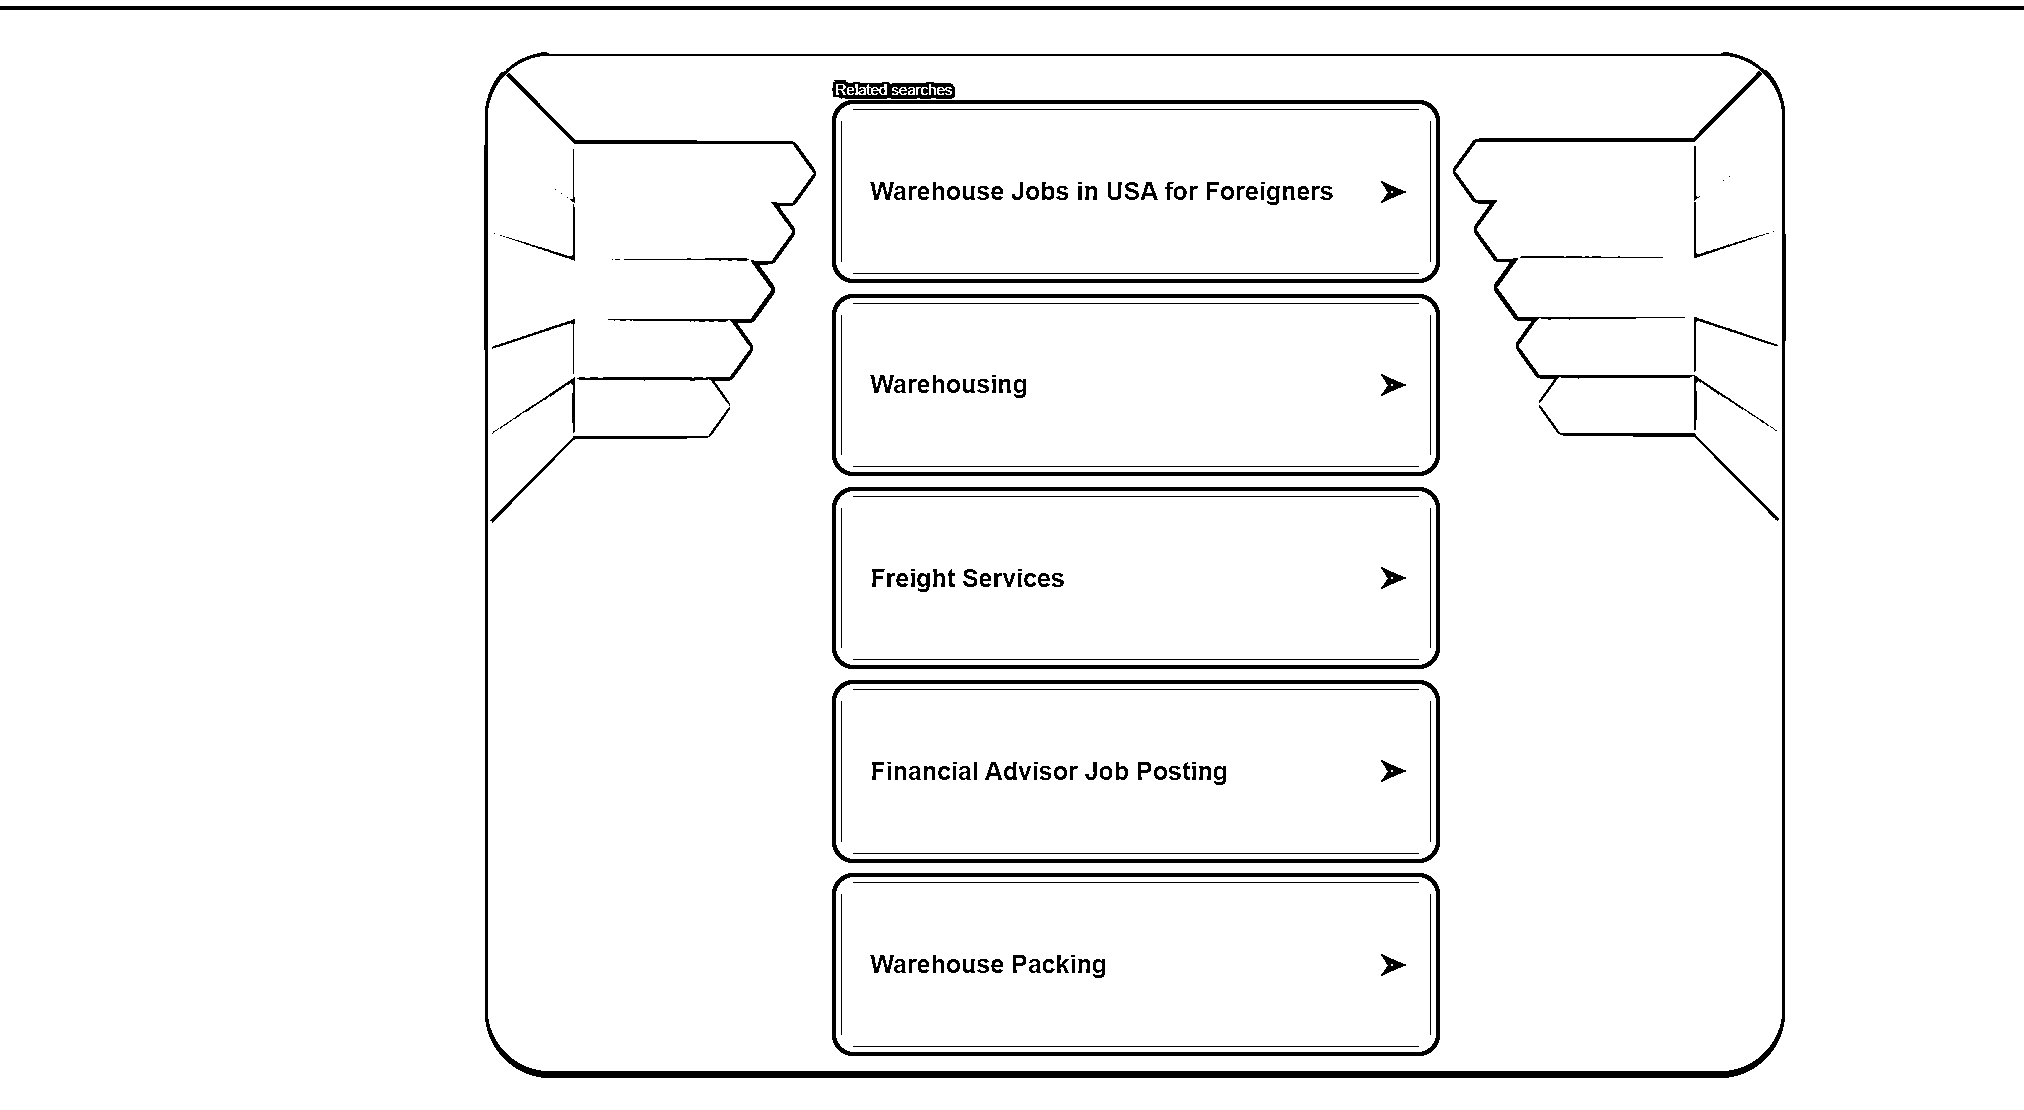 Related searches
Warehouse Jobs in USA for Foreigners
Warehousing
Freight Services
Financial Advisor Job Posting
Warehouse Packing